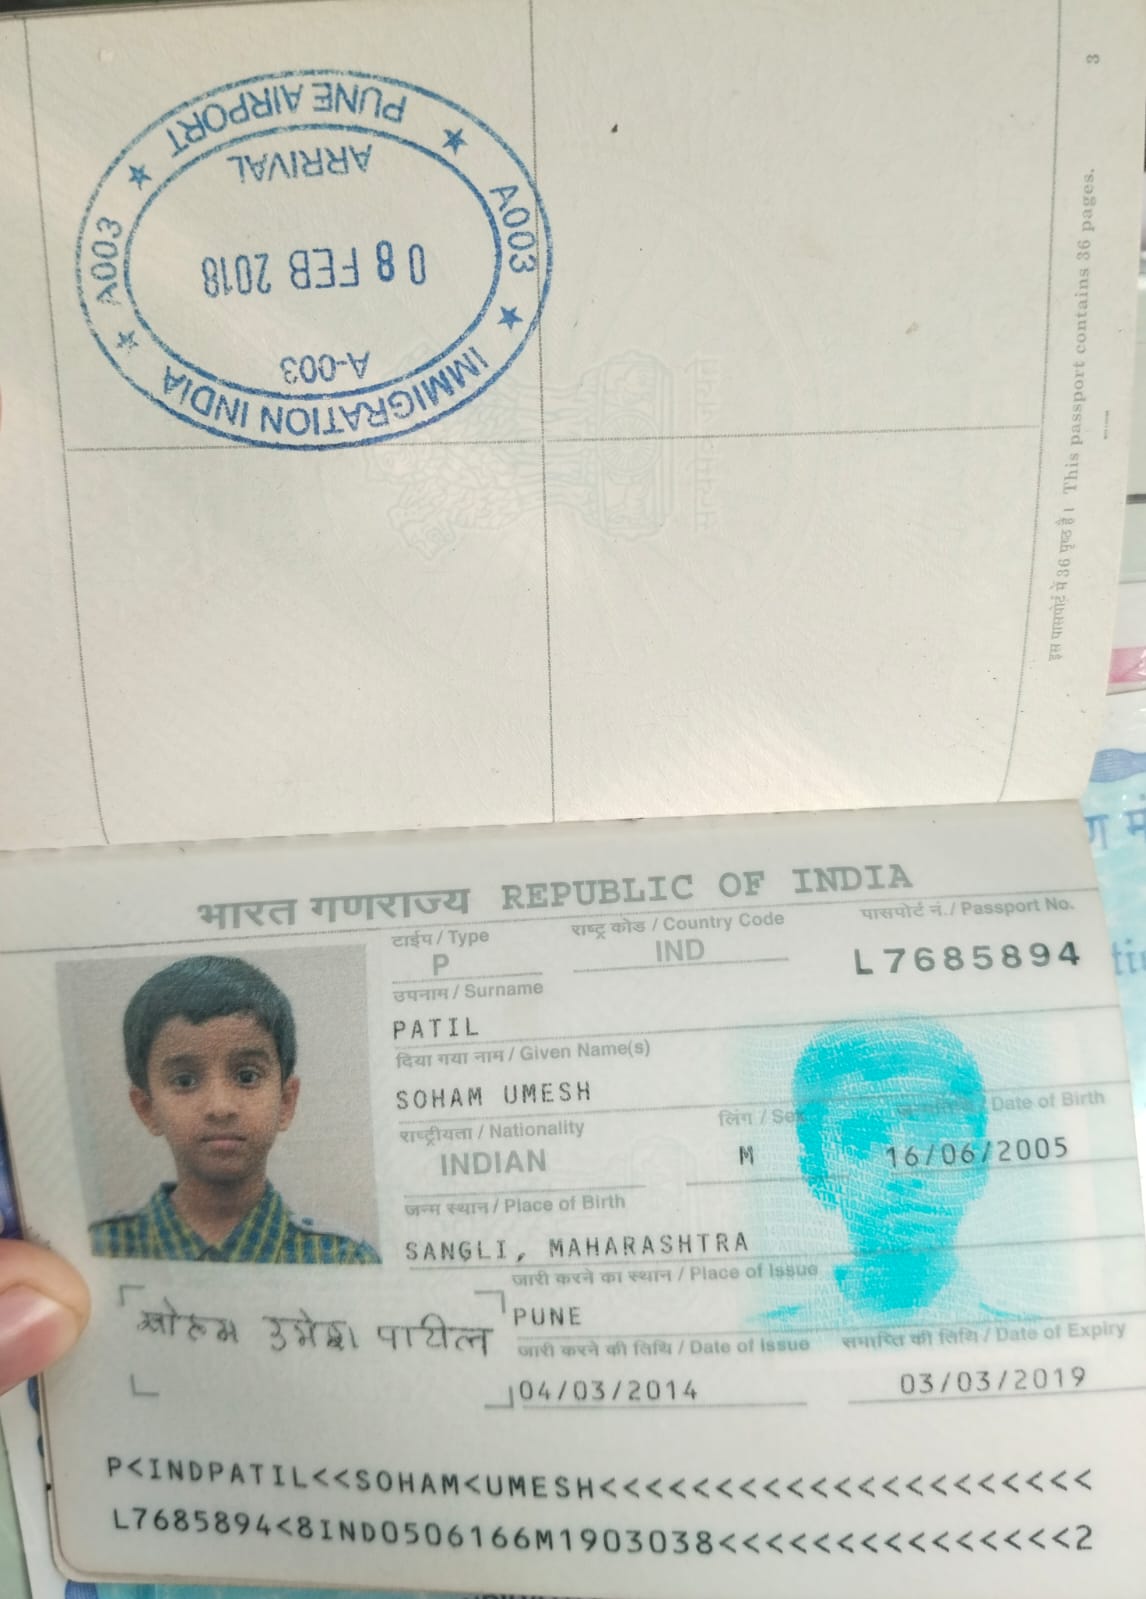 PUNE AIRPORT
ARRIVAL
A003 A003
08 FEB 2018
A-003
IMMIGRATION INDIA
3
इस पासपोर्ट में 36 पृष्ठ है। This passport contains 36 pages.
भारत गणराज्य REPUBLIC OF INDIA
टाईप / Type राष्ट्र कोड / Country Code पासपोर्ट नं. / Passport No.
P IND L7685894
उपनाम / Surname
PATIL
दिया गया नाम / Given Name(s)
SOHAM UMESH
राष्ट्रीयता / Nationality लिंग / Sex Date of Birth
INDIAN M 16/06/2005
जन्म स्थान / Place of Birth
SANGLI, MAHARASHTRA
जारी करने का स्थान / Place of Issue
PUNE
सोहम उमेश पाटील
जारी करने की तिथि / Date of Issue समाप्ति की तिथि / Date of Expiry
04/03/2014 03/03/2019
P<INDPATIL<<SOHAM<UMESH<<<<<<<<<<<<<<<<<<<<<
L7685894<8IND0506166M1903038<<<<<<<<<<<<<<<2